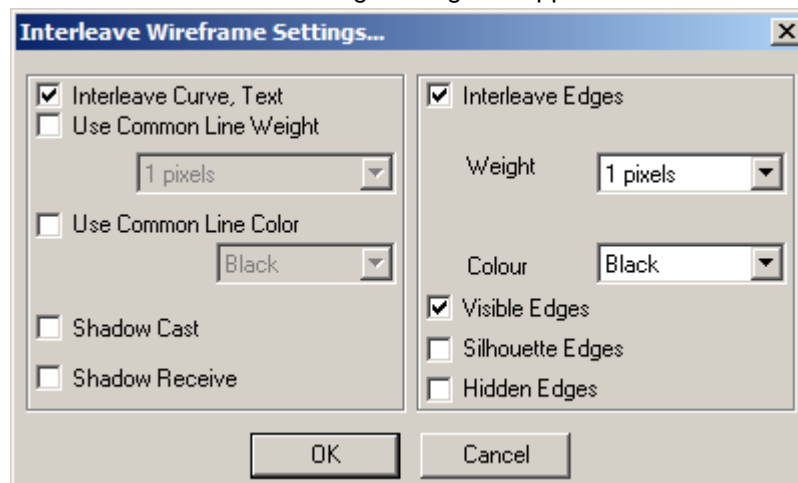 Interleave Wireframe Settings...
Interleave Curve, Text
Use Common Line Weight
1 pixels
Use Common Line Color
Black
Shadow Cast
Shadow Receive
Interleave Edges
Weight
1 pixels
Colour
Black
Visible Edges
Silhouette Edges
Hidden Edges
OK
Cancel